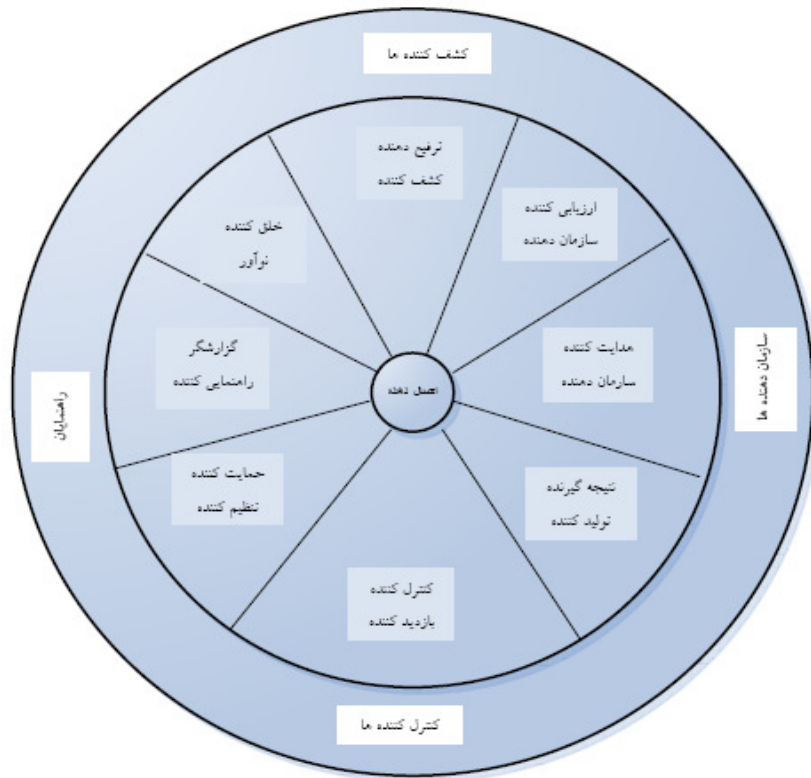 کشف کننده ها
ترفیع دهنده
کشف کننده
ارزیابی کننده
سازمان دهنده
خلق کننده
نوآور
هدایت کننده
سازمان دهنده
سازمان دهنده ها
گزارشگر
راهنمایی کننده
راهنمایان
دهنده
حمایت کننده
تنظیم کننده
نتیجه گیرنده
تولید کننده
کنترل کننده
بازدید کننده
کنترل کننده ها